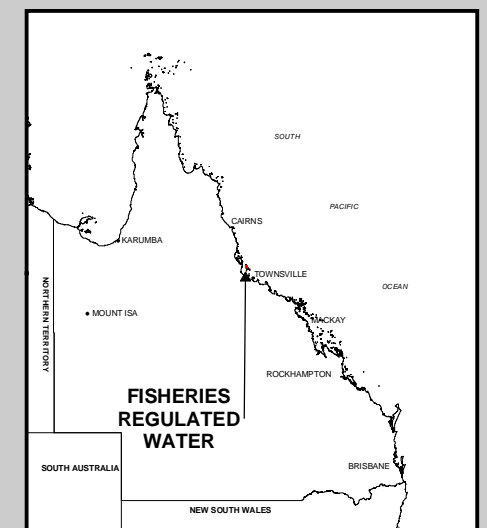 SOUTH
PACIFIC
CAIRNS
KARUMBA
TOWNSVILLE
OCEAN
NORTHERN TERRITORY
MOUNT ISA
MACKAY
ROCKHAMPTON
FISHERIES
REGULATED
WATER
SOUTH AUSTRALIA
BRISBANE
NEW SOUTH WALES